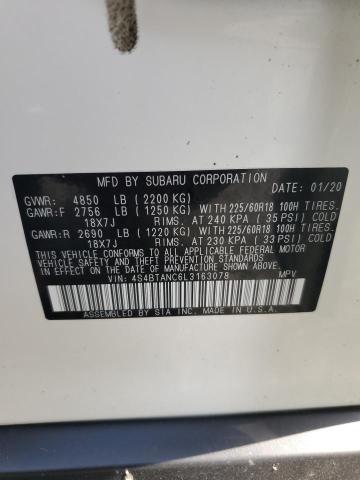 MFD BY SUBARU CORPORATION DATE: 01/20
GVWR: 4850 LB (2200 KG)
GAWR:F 2756 LB (1250 KG) WITH 225/60R18 100H TIRES.
18X7J RIMS. AT 240 KPA (35 PSI) COLD
GAWR:R 2690 LB (1220 KG) WITH 225/60R18 100H TIRES.
18X7J RIMS. AT 230 KPA (33 PSI) COLD
THIS VEHICLE CONFORMS TO ALL APPLICABLE FEDERAL MOTOR
VEHICLE SAFETY STANDARDS IN EFFECT ON THE DATE
OF MANUFACTURE SHOWN ABOVE.
VIN: 4S4BTANC6L3163078 MPV
ASSEMBLED BY SIA INC. MADE IN U.S.A.